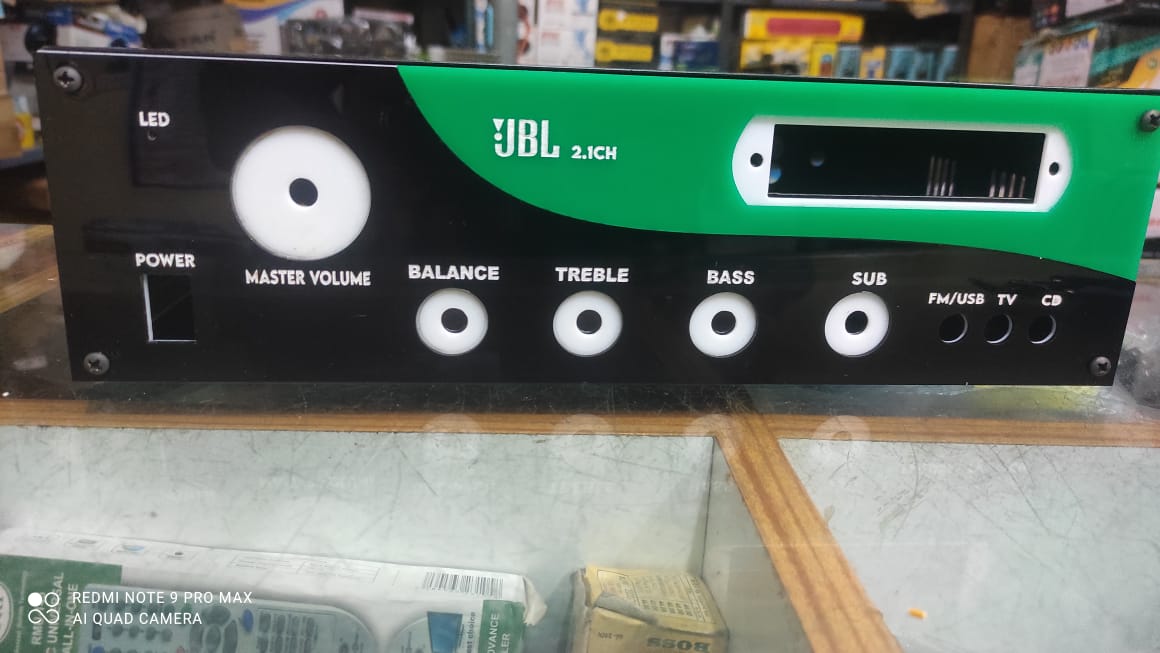 LED
JBL 2.1CH
POWER
MASTER VOLUME
BALANCE
TREBLE
BASS
SUB
FM/USB TV CD
REDMI NOTE 9 PRO MAX
AI QUAD CAMERA
BOSS